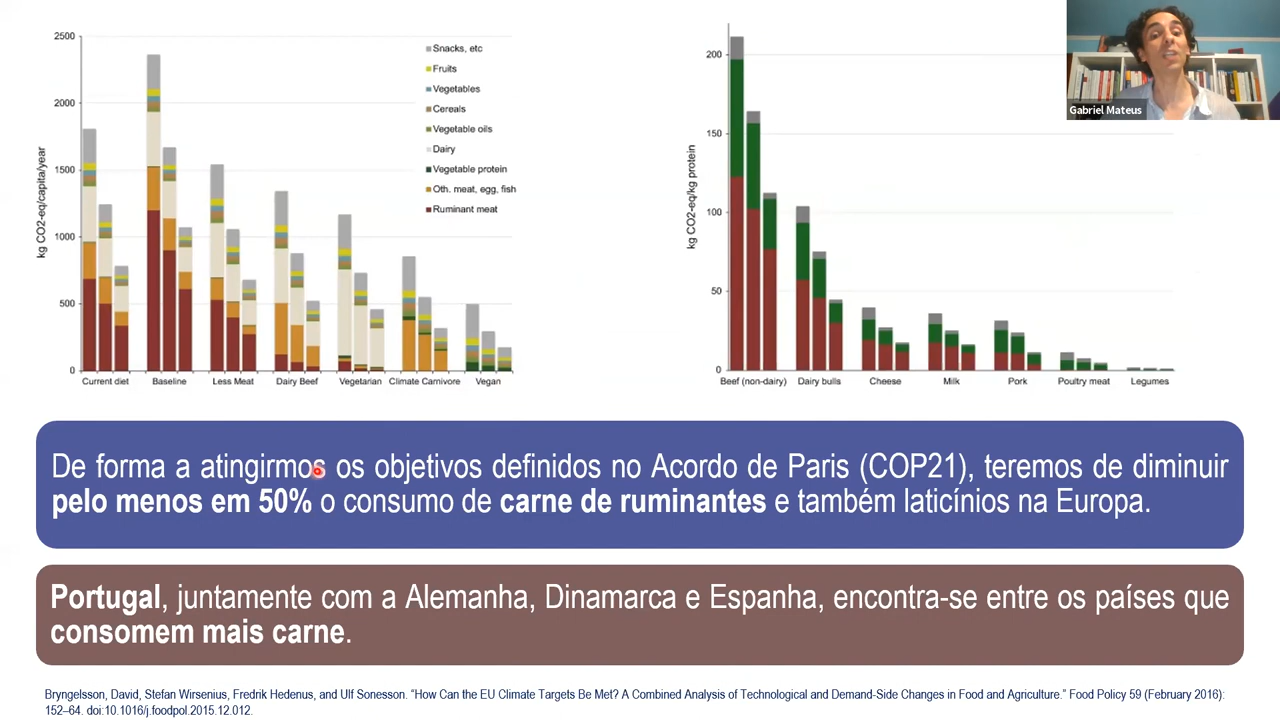 2500
2000
1500
1000
500
0
kg CO2-eq/capita/year
Snacks, etc
Fruits
Vegetables
Cereals
Vegetable oils
Dairy
Vegetable protein
Oth. meat, egg, fish
Ruminant meat
Current diet
Baseline
Less Meat
Dairy Beef
Vegetarian
Climate Carnivore
Vegan
200
150
100
50
0
kg CO2-eq/kg protein
Beef (non-dairy)
Dairy bulls
Cheese
Milk
Pork
Poultry meat
Legumes
Gabriel Mateus
De forma a atingirmos os objetivos definidos no Acordo de Paris (COP21), teremos de diminuir
pelo menos em 50% o consumo de carne de ruminantes e também laticínios na Europa.
Portugal, juntamente com a Alemanha, Dinamarca e Espanha, encontra-se entre os países que
consomem mais carne.
Bryngelsson, David, Stefan Wirsenius, Fredrik Hedenus, and Ulf Sonesson. “How Can the EU Climate Targets Be Met? A Combined Analysis of Technological and Demand-Side Changes in Food and Agriculture.” Food Policy 59 (February 2016):
152–64. doi:10.1016/j.foodpol.2015.12.012.